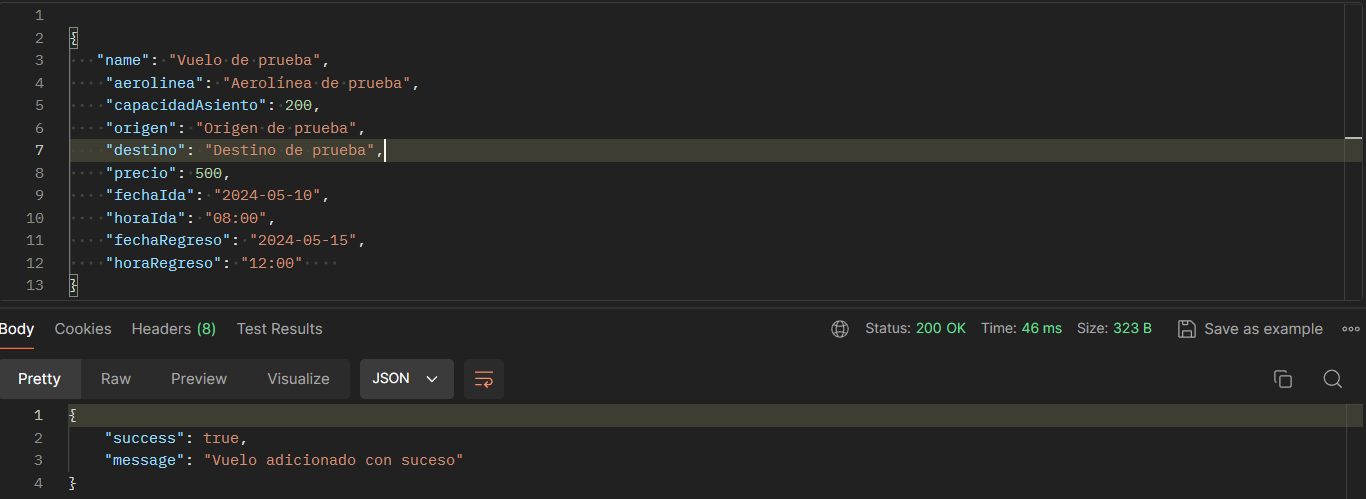 1
2 {
3 "name": "Vuelo de prueba",
4 "aerolinea": "Aerolínea de prueba",
5 "capacidadAsiento": 200,
6 "origen": "Origen de prueba",
7 "destino": "Destino de prueba",
8 "precio": 500,
9 "fechaIda": "2024-05-10",
10 "horaIda": "08:00",
11 "fechaRegreso": "2024-05-15",
12 "horaRegreso": "12:00"
13 }
Body Cookies Headers (8) Test Results Status: 200 OK Time: 46 ms Size: 323 B Save as example
Pretty Raw Preview Visualize JSON
1 {
2 "success": true,
3 "message": "Vuelo adicionado con suceso"
4 }